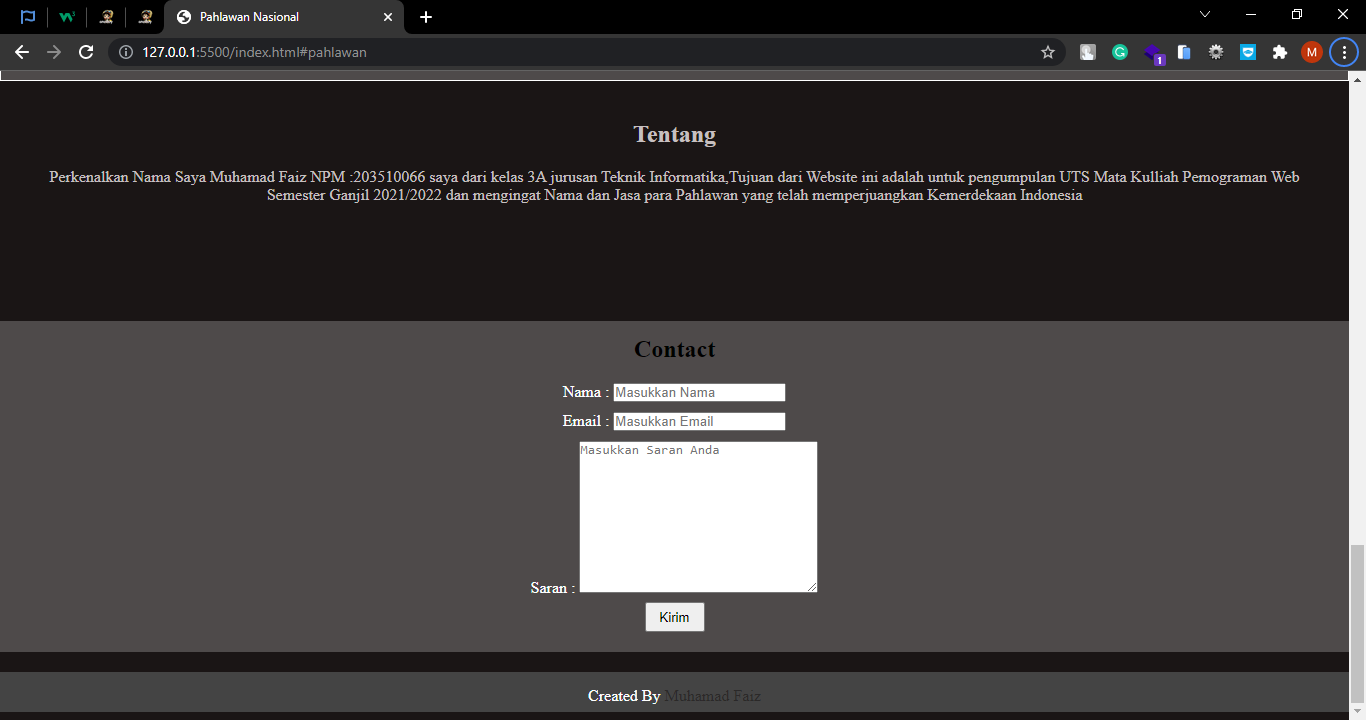 Pahlawan Nasional
127.0.0.1:5500/index.html#pahlawan
1
M
Tentang
Perkenalkan Nama Saya Muhamad Faiz NPM :203510066 saya dari kelas 3A jurusan Teknik Informatika,Tujuan dari Website ini adalah untuk pengumpulan UTS Mata Kulliah Pemograman Web
Semester Ganjil 2021/2022 dan mengingat Nama dan Jasa para Pahlawan yang telah memperjuangkan Kemerdekaan Indonesia
Contact
Nama : Masukkan Nama
Email : Masukkan Email
Masukkan Saran Anda
Saran :
Kirim
Created By Muhamad Faiz